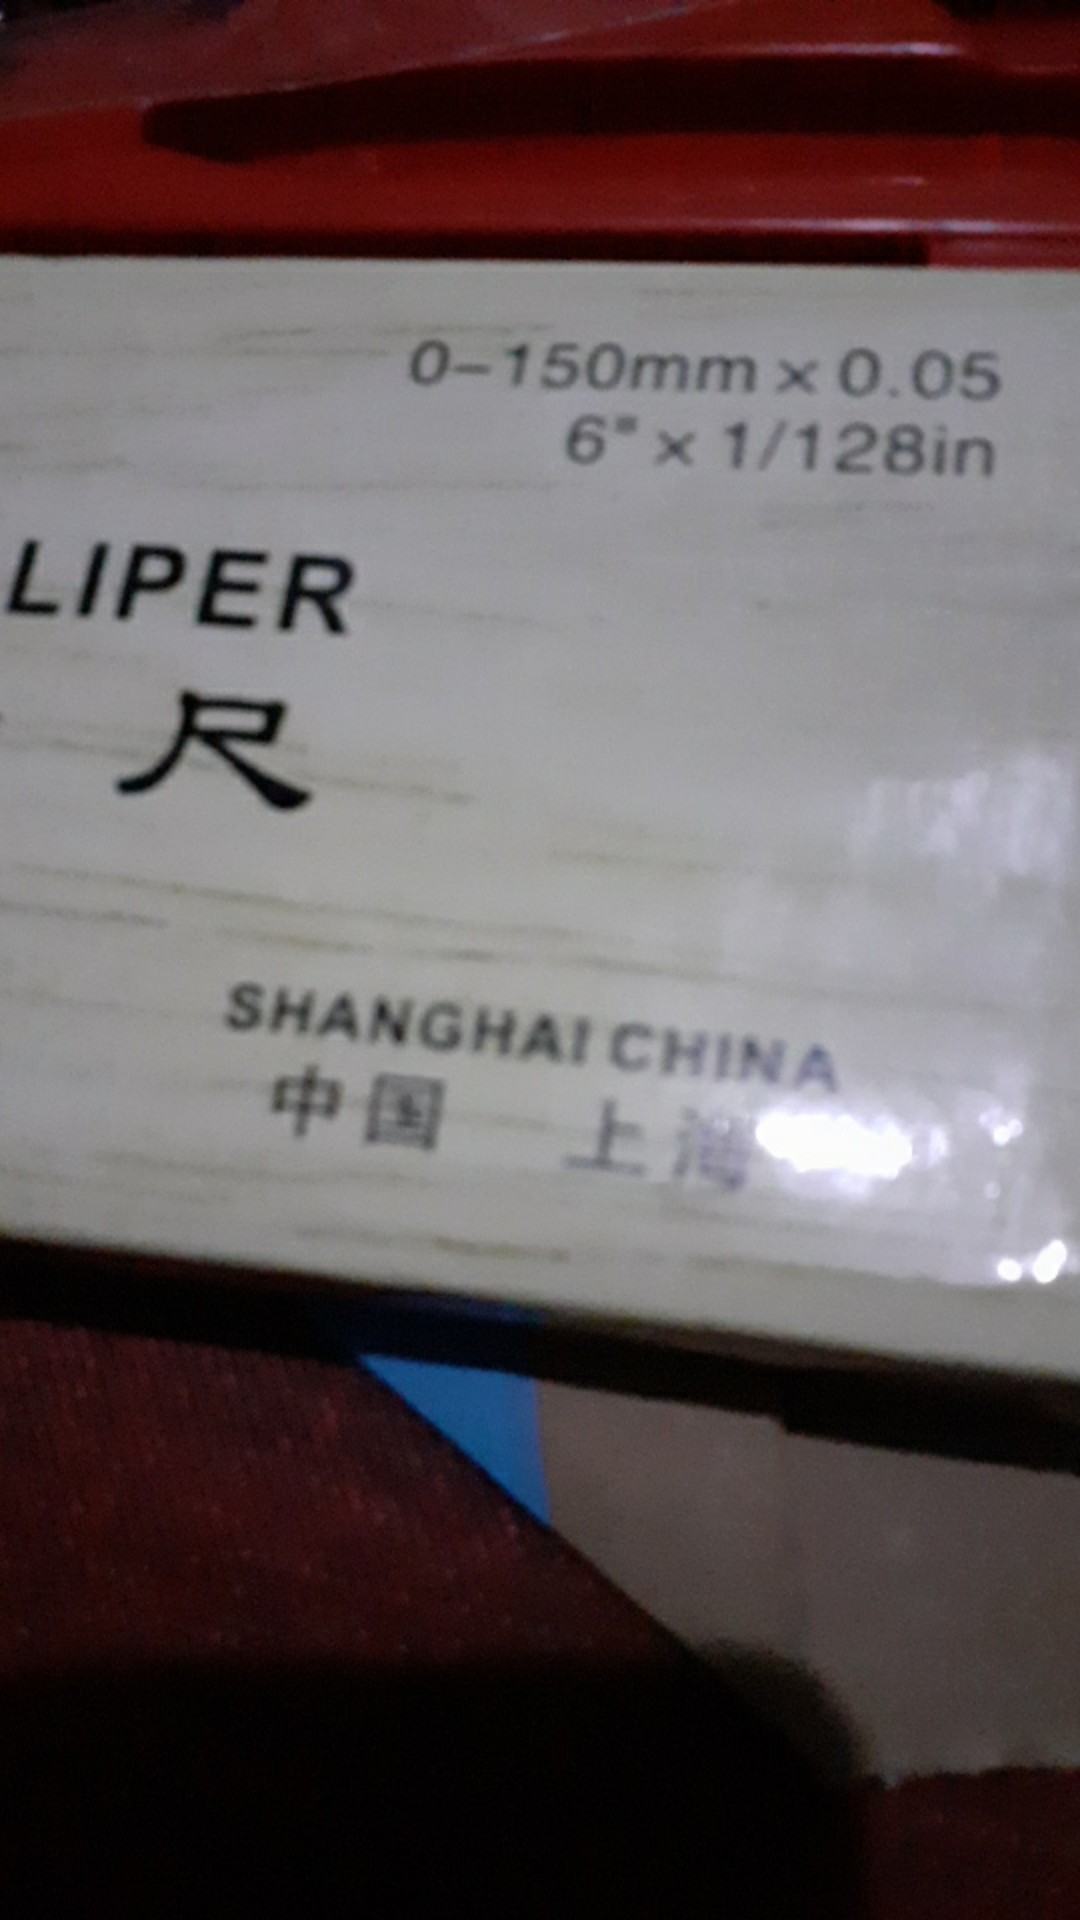 0-150mm x 0.05
6" x 1/128in
LIPER
尺
SHANGHAI CHINA
中国 上海